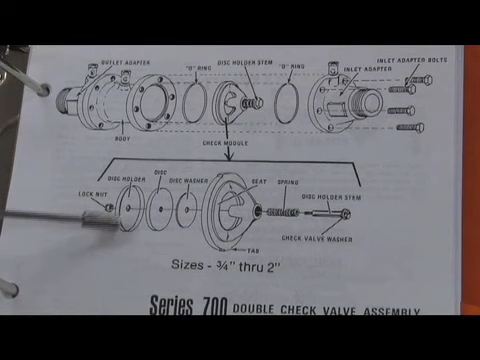 OUTLET ADAPTER
"O" RING
DISC HOLDER STEM
"O" RING
INLET ADAPTER
INLET ADAPTER BOLTS
BODY
CHECK MODULE
LOCK NUT
DISC HOLDER
DISC
DISC WASHER
SEAT
SPRING
DISC HOLDER STEM
CHECK VALVE WASHER
TAB
Sizes - ¾" thru 2"
Series 700 DOUBLE CHECK VALVE ASSEMBLY